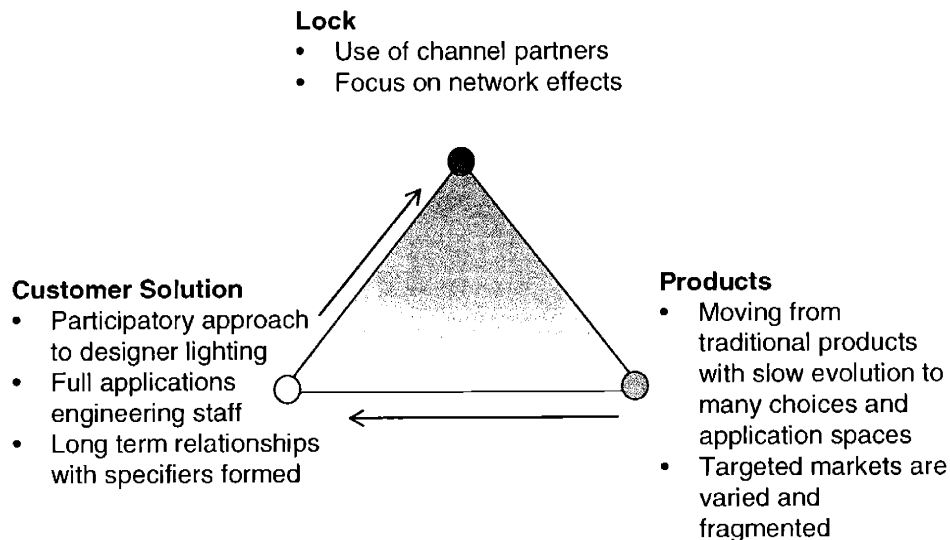 Lock
• Use of channel partners
• Focus on network effects
Customer Solution
• Participatory approach
to designer lighting
• Full applications
engineering staff
• Long term relationships
with specifiers formed
Products
• Moving from
traditional products
with slow evolution to
many choices and
application spaces
• Targeted markets are
varied and
fragmented